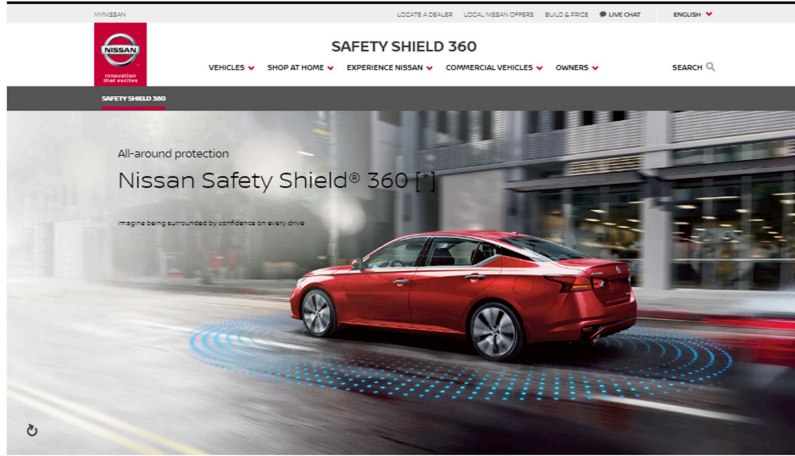 MYNISSAN
LOCATE A DEALER LOCAL NISSAN OFFERS BUILD & PRICE LIVE CHAT ENGLISH
NISSAN
Innovation
that excites
SAFETY SHIELD 360
VEHICLES SHOP AT HOME EXPERIENCE NISSAN COMMERCIAL VEHICLES OWNERS SEARCH
SAFETY SHIELD 360
All-around protection
Nissan Safety Shield® 360 [*]
Imagine being surrounded by confidence on every drive